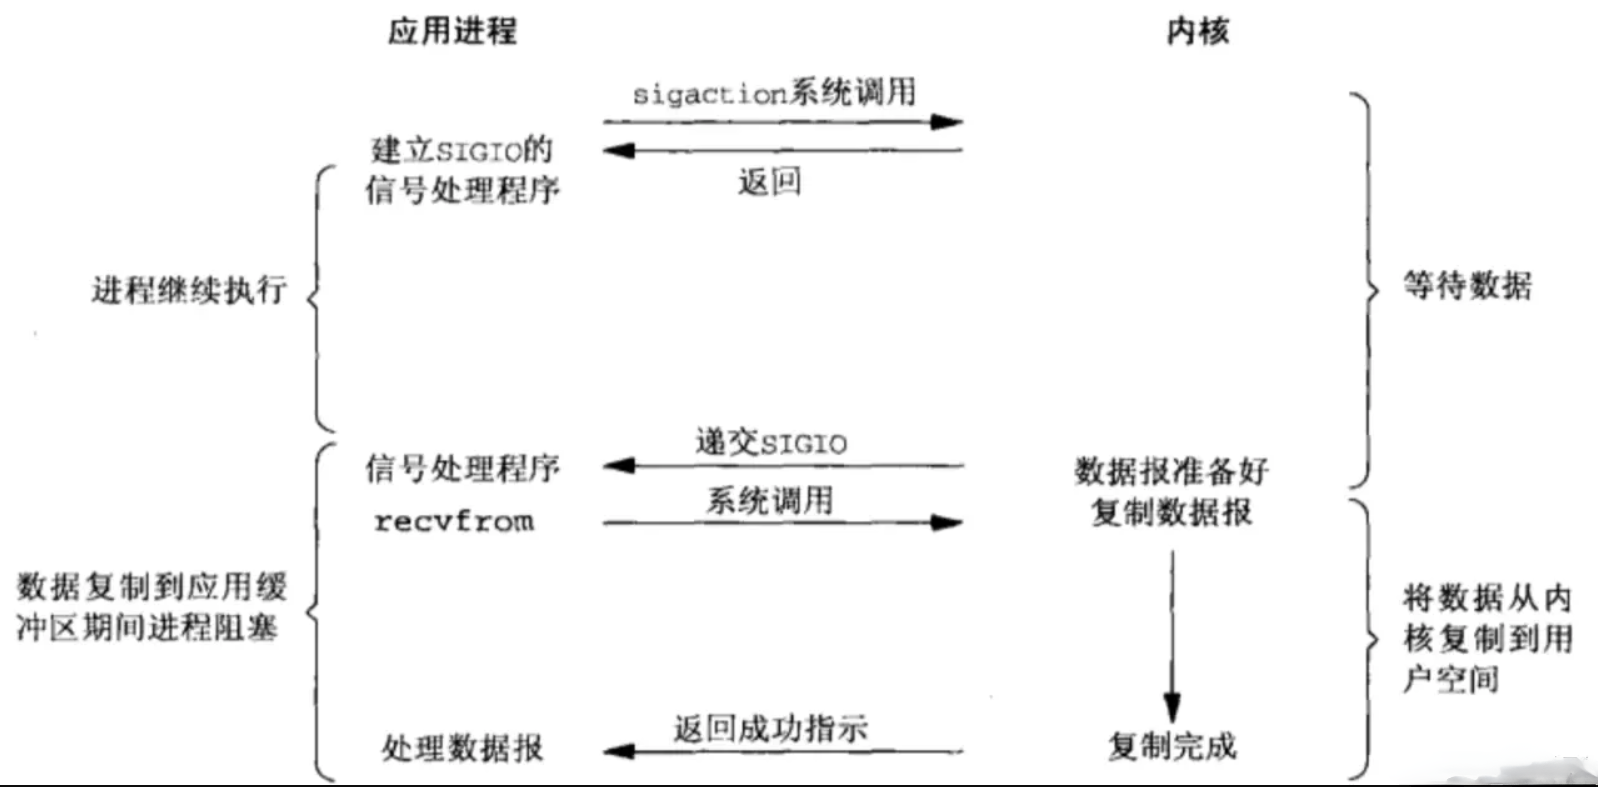 应用进程
内核
sigaction系统调用
建立SIGIO的
信号处理程序
返回
进程继续执行
等待数据
递交SIGIO
信号处理程序
数据报准备好
系统调用
recvfrom
复制数据报
数据复制到应用缓
冲区期间进程阻塞
将数据从内
核复制到用
户空间
返回成功指示
处理数据报
复制完成